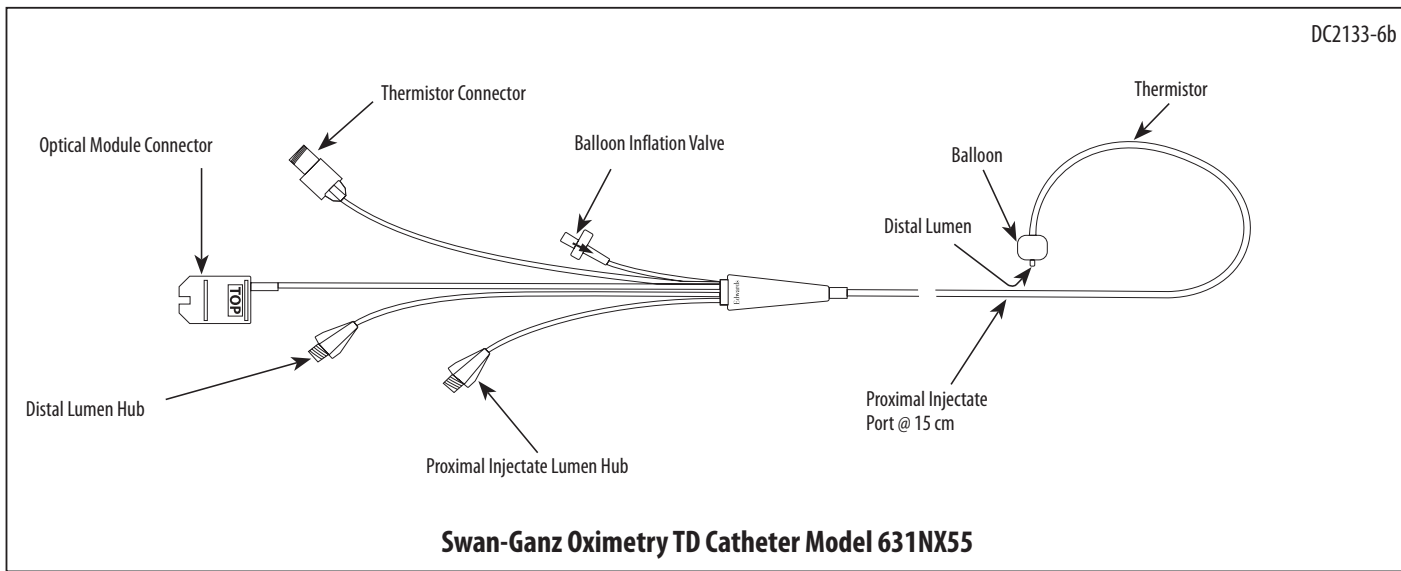 DC2133-6b
Thermistor Connector
Thermistor
Optical Module Connector
Balloon Inflation Valve
Balloon
Distal Lumen
TOP
Edwards
Distal Lumen Hub
Proximal Injectate
Port @ 15 cm
Proximal Injectate Lumen Hub
Swan-Ganz Oximetry TD Catheter Model 631NX55